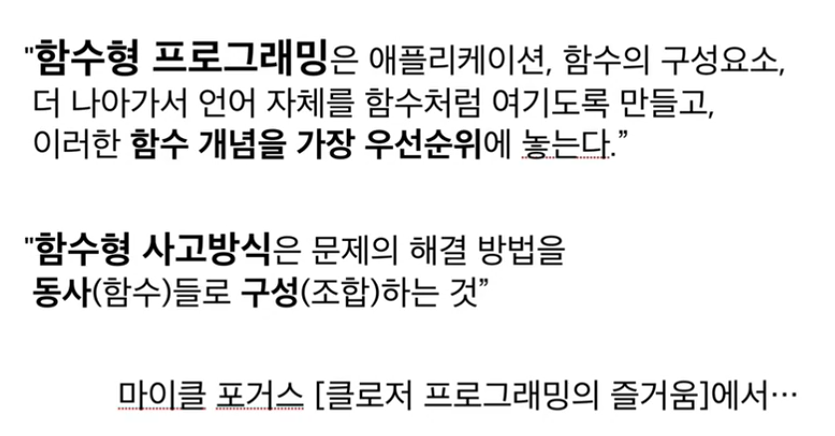 "함수형 프로그래밍은 애플리케이션, 함수의 구성요소,
더 나아가서 언어 자체를 함수처럼 여기도록 만들고,
이러한 함수 개념을 가장 우선순위에 놓는다.”
"함수형 사고방식은 문제의 해결 방법을
동사(함수)들로 구성(조합)하는 것”
마이클 포거스 [클로저 프로그래밍의 즐거움]에서…